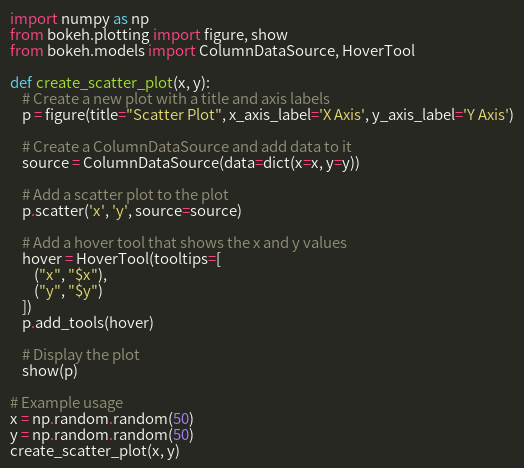 import numpy as np
from bokeh.plotting import figure, show
from bokeh.models import ColumnDataSource, HoverTool

def create_scatter_plot(x, y):
    # Create a new plot with a title and axis labels
    p = figure(title="Scatter Plot", x_axis_label='X Axis', y_axis_label='Y Axis')

    # Create a ColumnDataSource and add data to it
    source = ColumnDataSource(data=dict(x=x, y=y))

    # Add a scatter plot to the plot
    p.scatter('x', 'y', source=source)

    # Add a hover tool that shows the x and y values
    hover = HoverTool(tooltips=[
        ("x", "$x"),
        ("y", "$y")
    ])
    p.add_tools(hover)

    # Display the plot
    show(p)

# Example usage
x = np.random.random(50)
y = np.random.random(50)
create_scatter_plot(x, y)